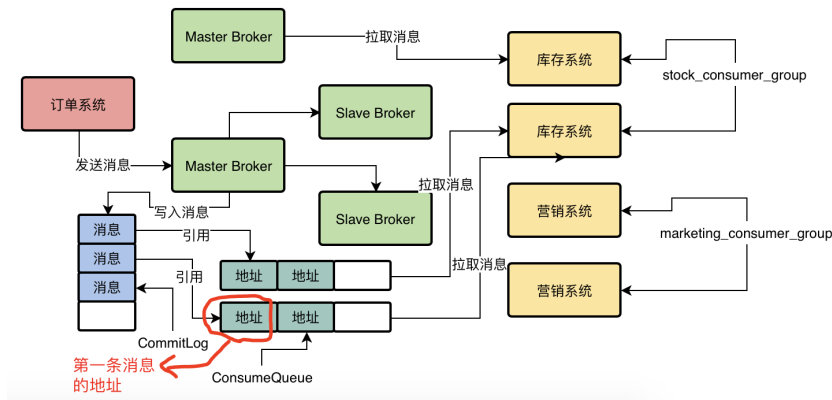 Master Broker
拉取消息
库存系统
stock_consumer_group
订单系统
Slave Broker
库存系统
发送消息
Master Broker
拉取消息
写入消息
Slave Broker
营销系统
消息
引用
marketing_consumer_group
消息
引用
地址
地址
拉取消息
营销系统
消息
地址
地址
CommitLog
第一条消息
的地址
ConsumeQueue